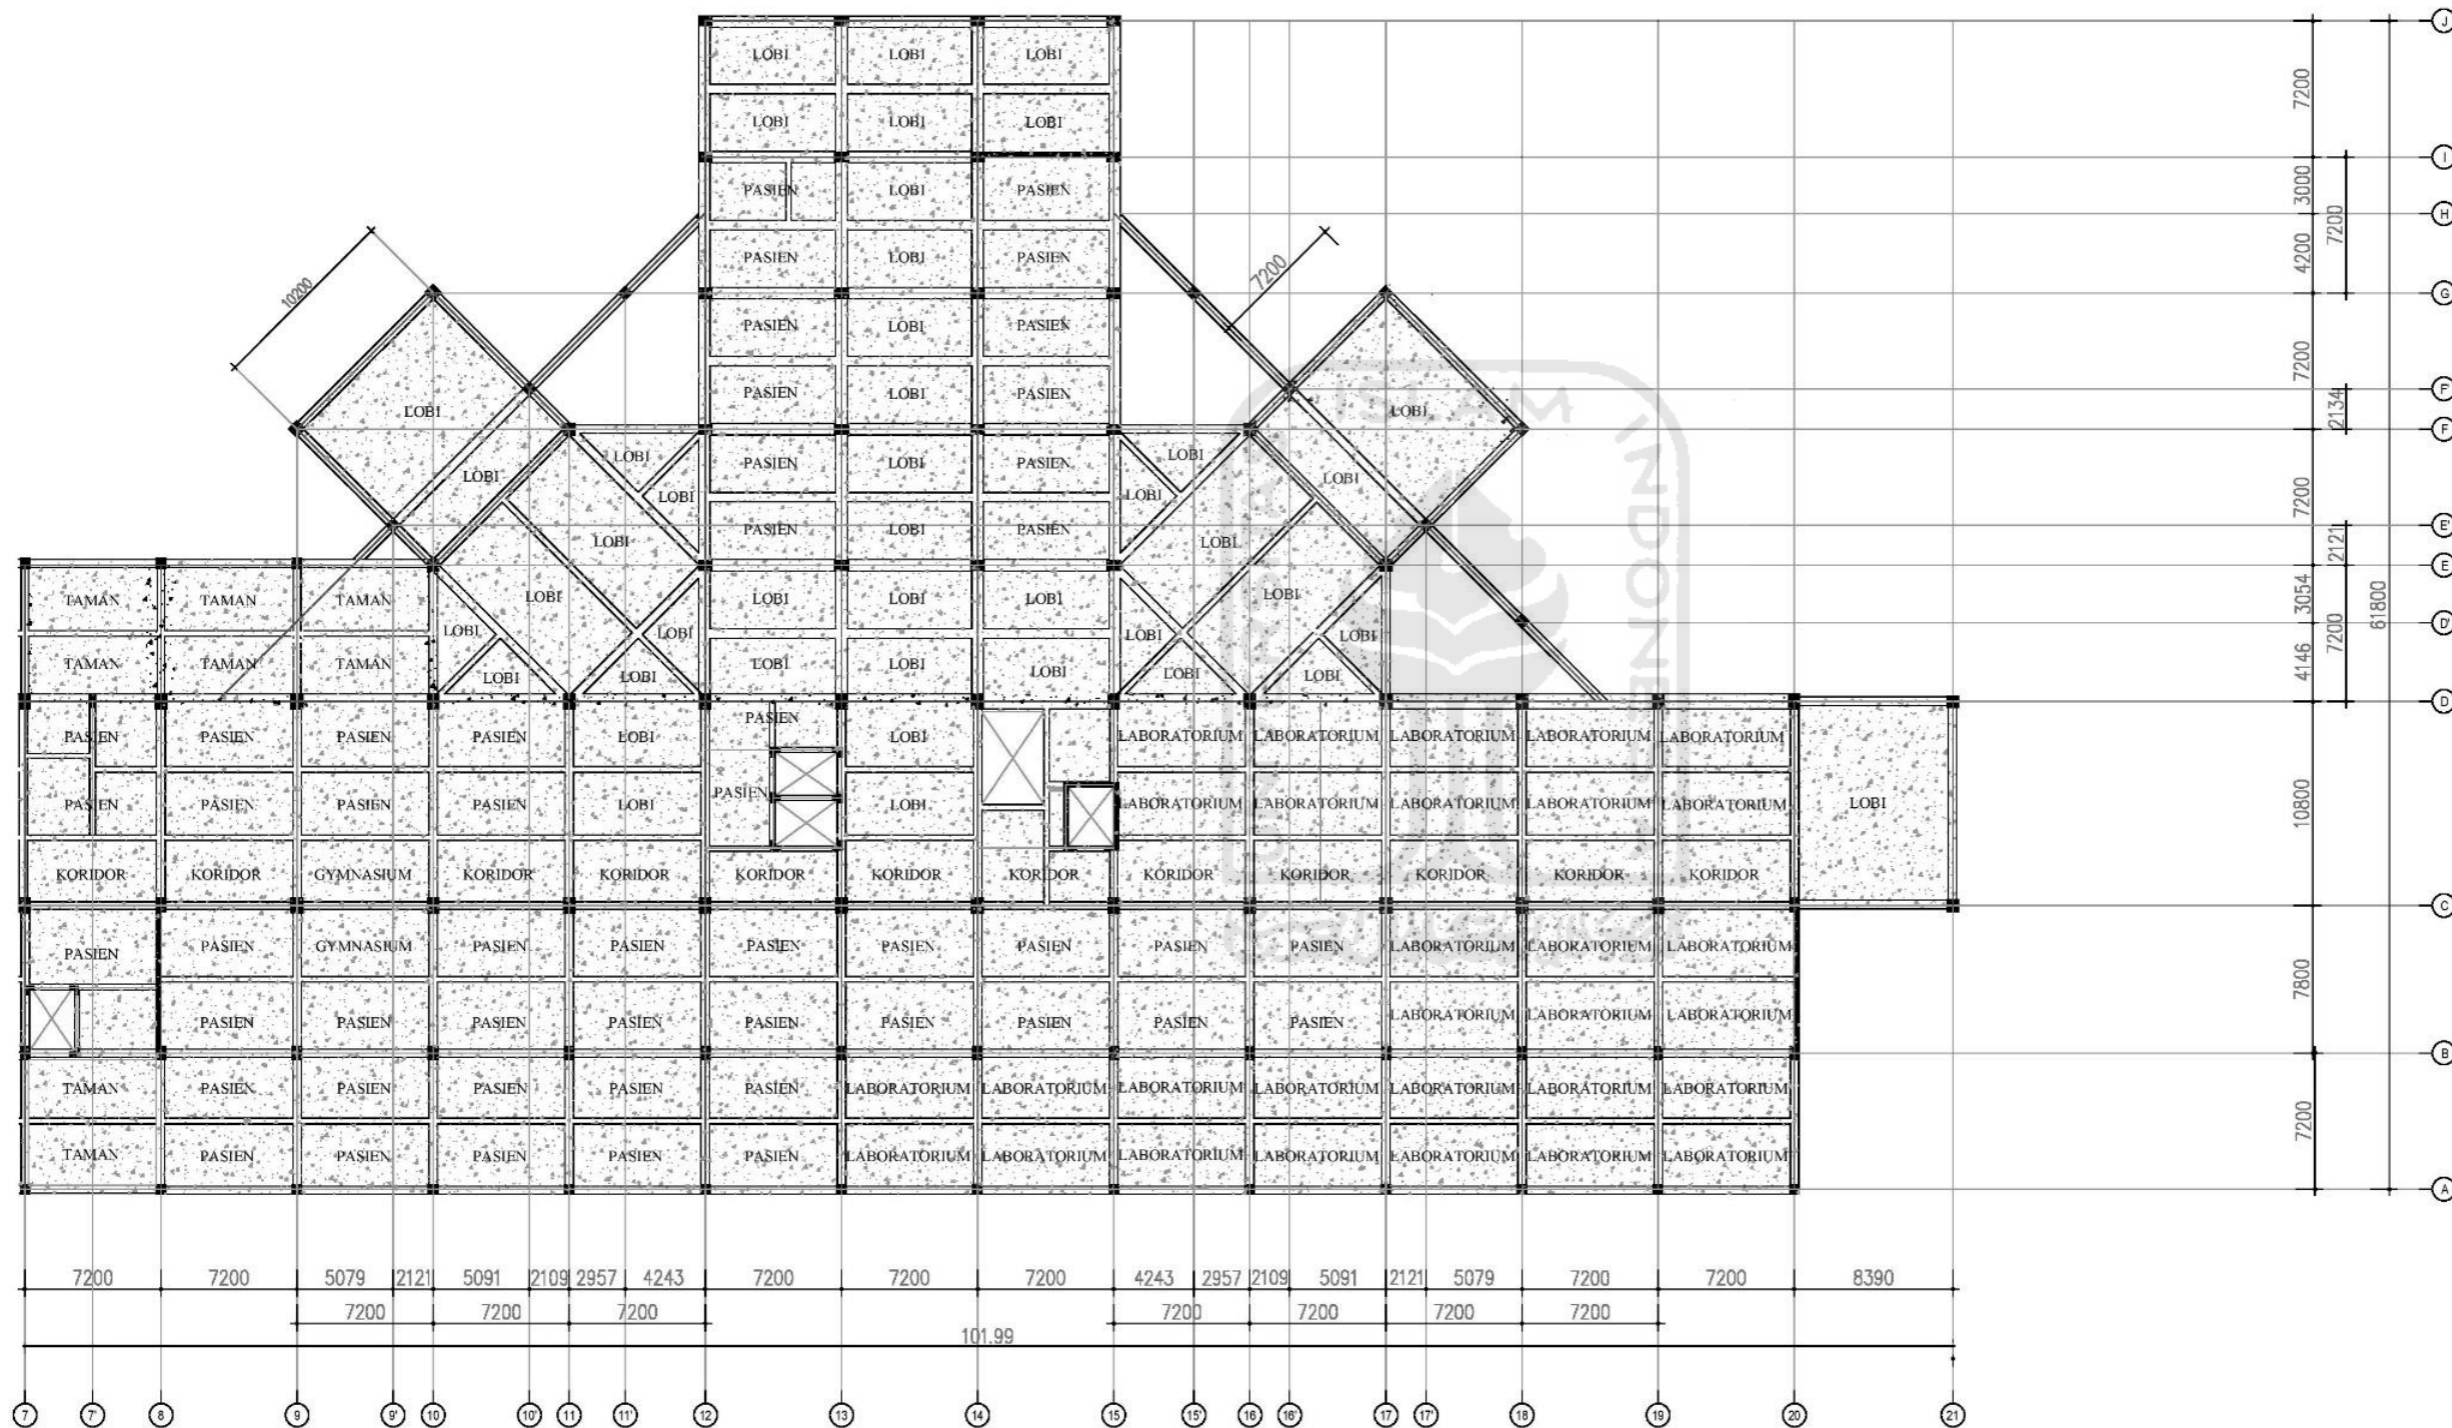 J
LOBI LOBI LOBI
7200
LOBI LOBI LOBI
I
PASIEN LOBI PASIEN
3000
H
7200
PASIEN LOBI PASIEN
4200
10200
7200
G
PASIEN LOBI PASIEN
7200
F'
PASIEN LOBI PASIEN
LOBI LOBI
2134
ISLAM INDONESIA
F
LOBI PASIEN LOBI PASIEN LOBI
LOBI LOBI LOBI LOBI
7200
E'
PASIEN LOBI PASIEN
LOBI LOBI
2121
E
TAMAN TAMAN TAMAN LOBI LOBI LOBI LOBI LOBI
3054
61800
D'
LOBI LOBI LOBI LOBI
7200
TAMAN TAMAN TAMAN LOBI LOBI LOBI LOBI LOBI LOBI LOBI
4146
D
PASIEN
PASIEN PASIEN PASIEN PASIEN LOBI LOBI LABORATORIUM LABORATORIUM LABORATORIUM LABORATORIUM LABORATORIUM
PASIEN PASIEN PASIEN PASIEN LOBI PASIEN LOBI LABORATORIUM LABORATORIUM LABORATORIUM LABORATORIUM LABORATORIUM LOBI
10800
KORIDOR KORIDOR GYMNASIUM KORIDOR KORIDOR KORIDOR KORIDOR KORIDOR KORIDOR KORIDOR KORIDOR KORIDOR KORIDOR
C
PASIEN PASIEN GYMNASIUM PASIEN PASIEN PASIEN PASIEN PASIEN PASIEN PASIEN LABORATORIUM LABORATORIUM LABORATORIUM
7800
PASIEN PASIEN PASIEN PASIEN PASIEN PASIEN PASIEN PASIEN PASIEN LABORATORIUM LABORATORIUM LABORATORIUM
B
TAMAN PASIEN PASIEN PASIEN PASIEN PASIEN LABORATORIUM LABORATORIUM LABORATORIUM LABORATORIUM LABORATORIUM LABORATORIUM LABORATORIUM
7200
TAMAN PASIEN PASIEN PASIEN PASIEN PASIEN LABORATORIUM LABORATORIUM LABORATORIUM LABORATORIUM LABORATORIUM LABORATORIUM LABORATORIUM
A
7200 7200 5079 2121 5091 2109 2957 4243 7200 7200 7200 4243 2957 2109 5091 2121 5079 7200 7200 8390
7200 7200 7200 7200 7200 7200 7200
101.99
7 7' 8 9 9' 10 10' 11 11' 12 13 14 15 15' 16 16' 17 17' 18 19 20 21